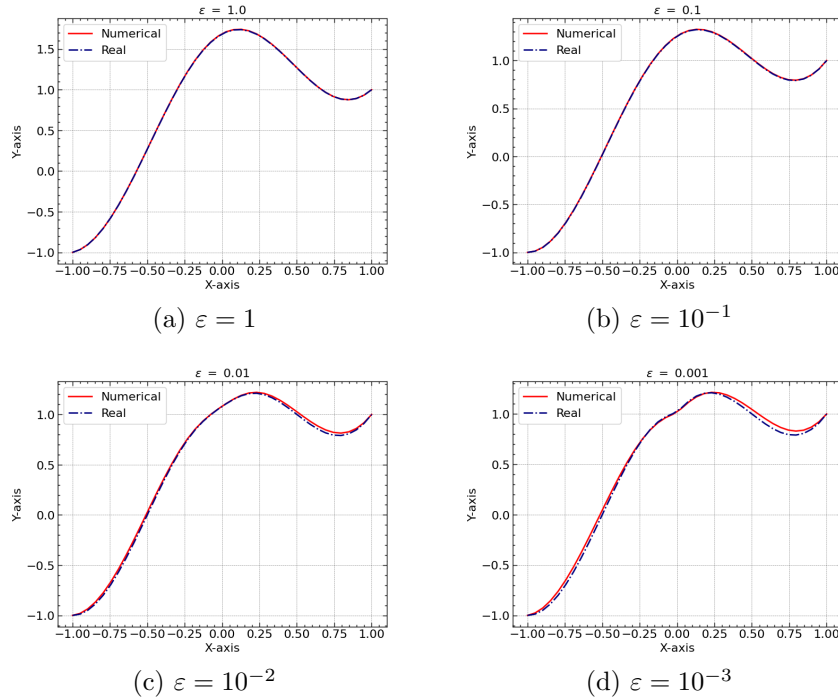 ε = 1.0
Numerical
Real
Y-axis
1.5
1.0
0.5
0.0
−0.5
−1.0
−1.00 −0.75 −0.50 −0.25 0.00 0.25 0.50 0.75 1.00
X-axis
(a) ε = 1
ε = 0.1
Numerical
Real
Y-axis
1.0
0.5
0.0
−0.5
−1.0
−1.00 −0.75 −0.50 −0.25 0.00 0.25 0.50 0.75 1.00
X-axis
(b) ε = 10⁻¹
ε = 0.01
Numerical
Real
Y-axis
1.0
0.5
0.0
−0.5
−1.0
−1.00 −0.75 −0.50 −0.25 0.00 0.25 0.50 0.75 1.00
X-axis
(c) ε = 10⁻²
ε = 0.001
Numerical
Real
Y-axis
1.0
0.5
0.0
−0.5
−1.0
−1.00 −0.75 −0.50 −0.25 0.00 0.25 0.50 0.75 1.00
X-axis
(d) ε = 10⁻³